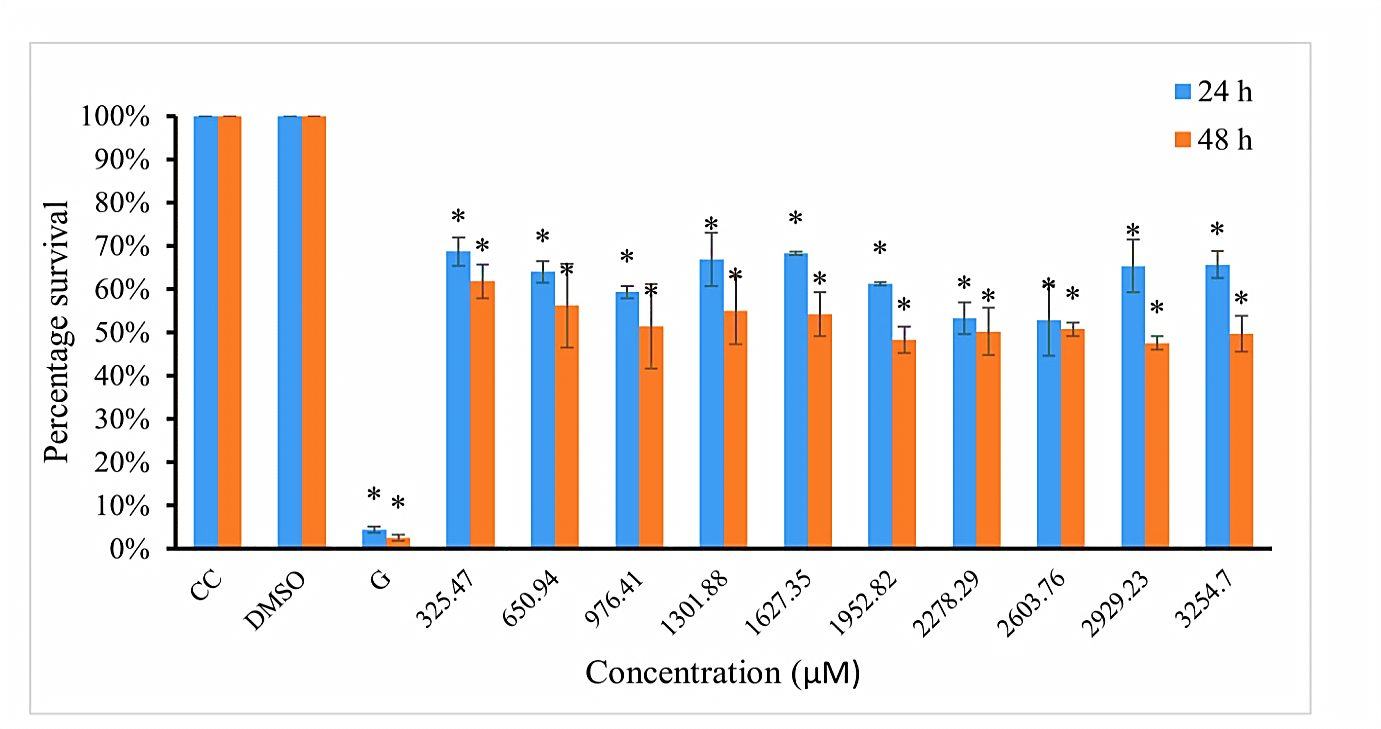 24 h
48 h
100%
90%
80%
70%
60%
50%
40%
30%
20%
10%
0%
Percentage survival
* * * * * * * * * * * * * * * * * * * * * *
CC
DMSO
G
325.47
650.94
976.41
1301.88
1627.35
1952.82
2278.29
2603.76
2929.23
3254.7
Concentration (μM)